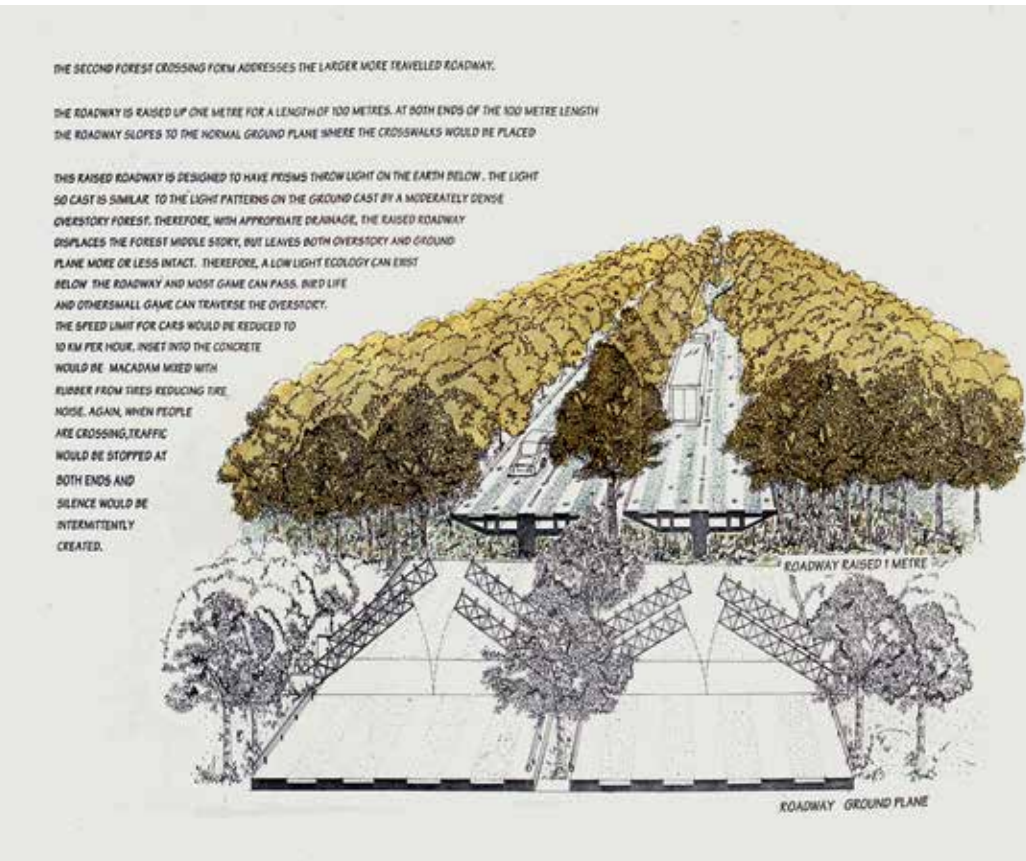 THE SECOND FOREST CROSSING FORM ADDRESSES THE LARGER MORE TRAVELLED ROADWAY.
THE ROADWAY IS RAISED UP ONE METRE FOR A LENGTH OF 100 METRES. AT BOTH ENDS OF THE 100 METRE LENGTH
THE ROADWAY SLOPES TO THE NORMAL GROUND PLANE WHERE THE CROSSWALKS WOULD BE PLACED
THIS RAISED ROADWAY IS DESIGNED TO HAVE PRISMS THROW LIGHT ON THE EARTH BELOW. THE LIGHT
SO CAST IS SIMILAR TO THE LIGHT PATTERNS ON THE GROUND CAST BY A MODERATELY DENSE
OVERSTORY FOREST. THEREFORE, WITH APPROPRIATE DRAINAGE, THE RAISED ROADWAY
DISPLACES THE FOREST MIDDLE STORY, BUT LEAVES BOTH OVERSTORY AND GROUND
PLANE MORE OR LESS INTACT. THEREFORE, A LOW LIGHT ECOLOGY CAN EXIST
BELOW THE ROADWAY AND MOST GAME CAN PASS. BIRD LIFE
AND OTHERSMALL GAME CAN TRAVERSE THE OVERSTORY.
THE SPEED LIMIT FOR CARS WOULD BE REDUCED TO
10 KM PER HOUR. INSET INTO THE CONCRETE
WOULD BE MACADAM MIXED WITH
RUBBER FROM TIRES REDUCING TIRE
NOISE. AGAIN, WHEN PEOPLE
ARE CROSSING,TRAFFIC
WOULD BE STOPPED AT
BOTH ENDS AND
SILENCE WOULD BE
INTERMITTENTLY
CREATED.
ROADWAY RAISED 1 METRE
ROADWAY GROUND PLANE